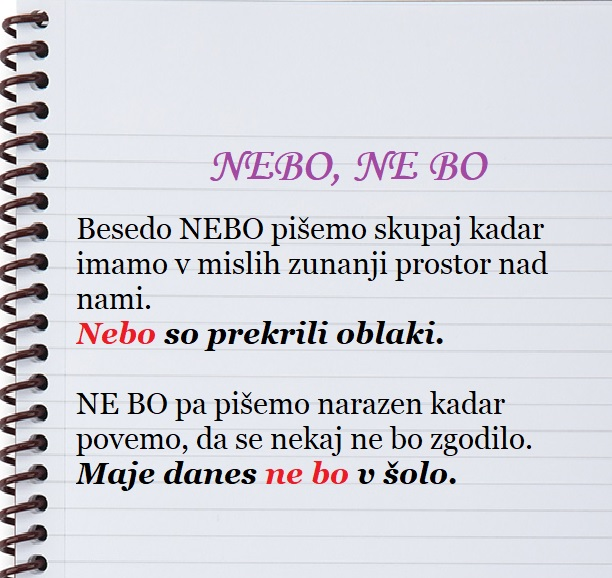 NEBO, NE BO
Besedo NEBO pišemo skupaj kadar
imamo v mislih zunanji prostor nad
nami.
Nebo so prekrili oblaki.
NE BO pa pišemo narazen kadar
povemo, da se nekaj ne bo zgodilo.
Maje danes ne bo v šolo.